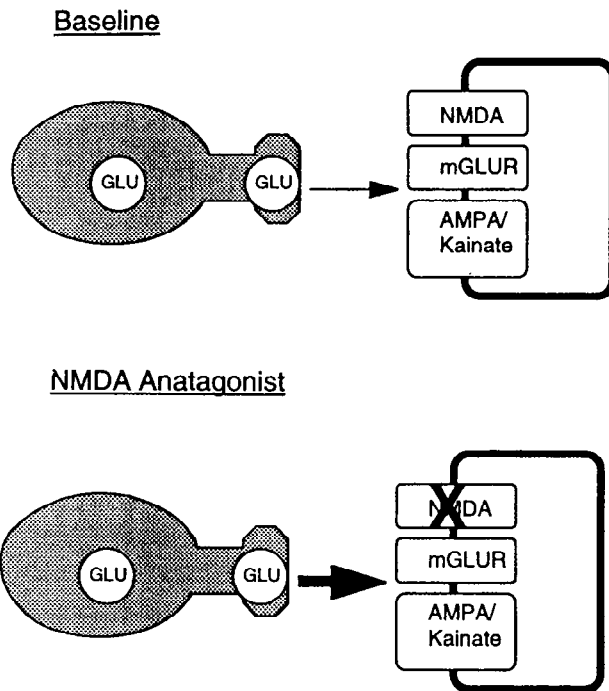 Baseline
NMDA
GLU
GLU
mGLUR
AMPA/
Kainate
NMDA Anatagonist
NMDA
GLU
GLU
mGLUR
AMPA/
Kainate